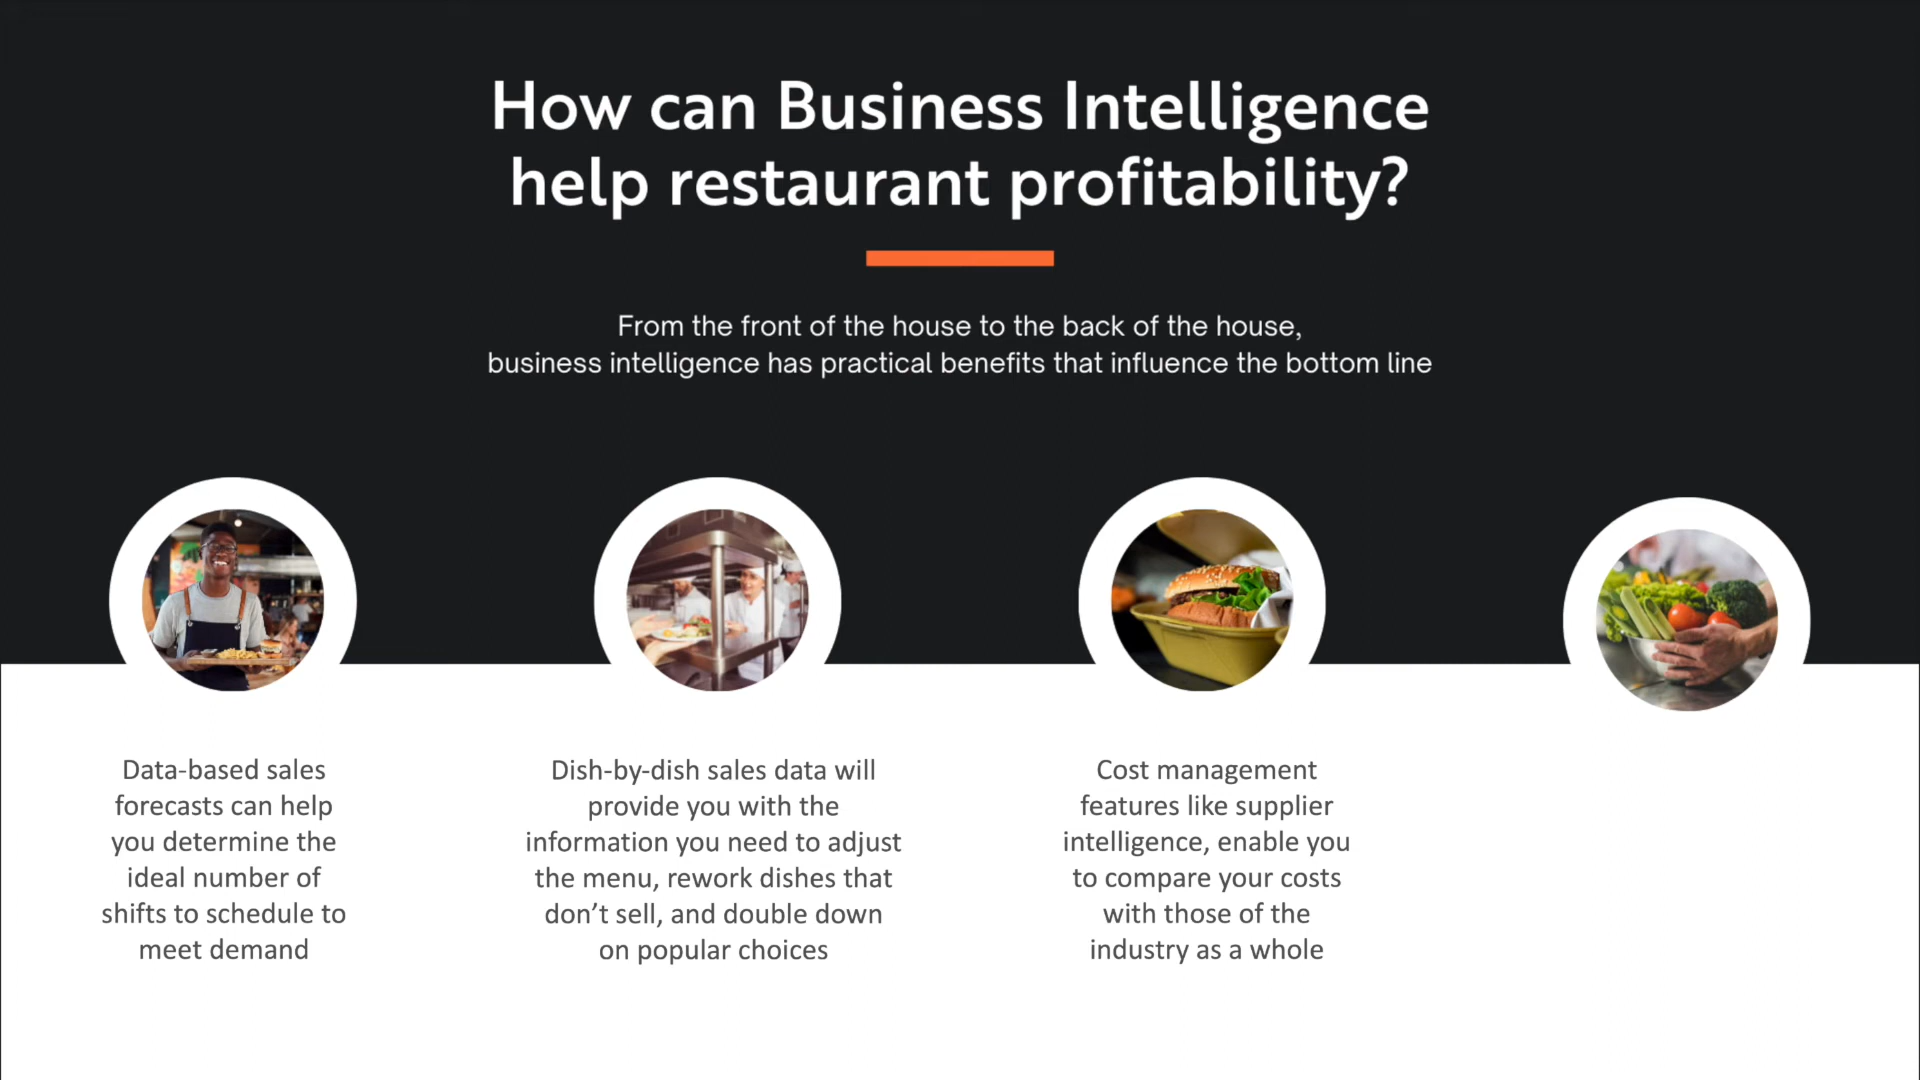 How can Business Intelligence
help restaurant profitability?
From the front of the house to the back of the house,
business intelligence has practical benefits that influence the bottom line
Data-based sales
forecasts can help
you determine the
ideal number of
shifts to schedule to
meet demand
Dish-by-dish sales data will
provide you with the
information you need to adjust
the menu, rework dishes that
don’t sell, and double down
on popular choices
Cost management
features like supplier
intelligence, enable you
to compare your costs
with those of the
industry as a whole